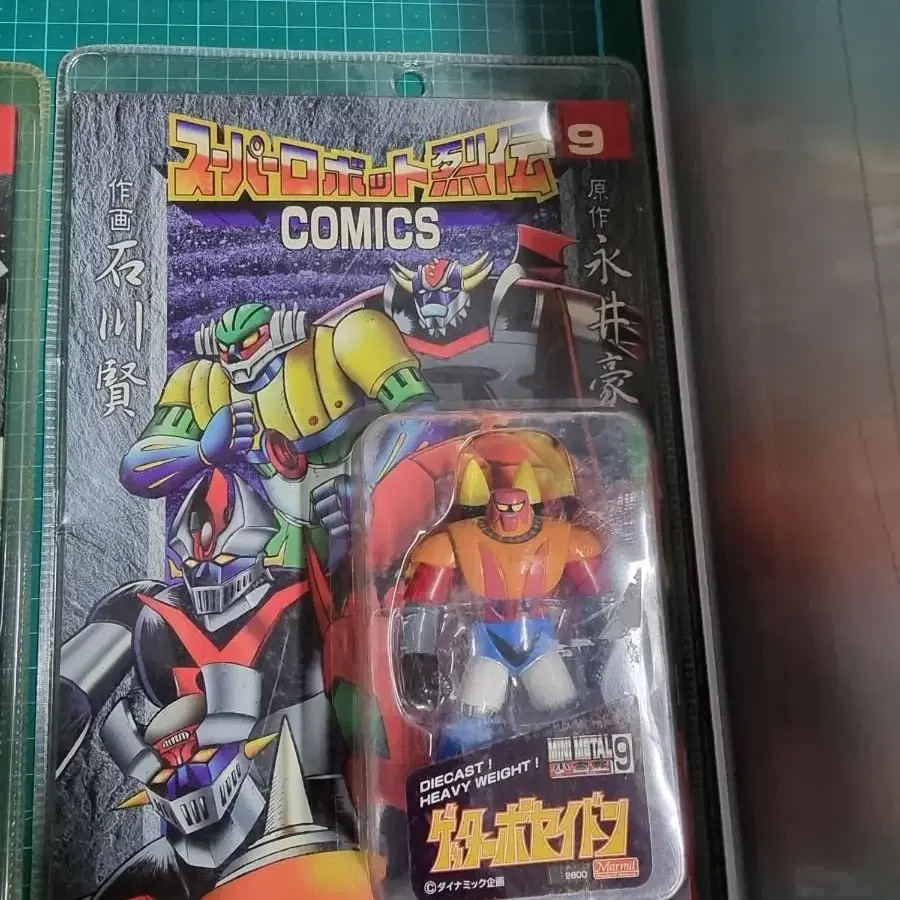 スーパーロボット烈伝
9
COMICS
作画 石川賢
原作 永井豪
DIECAST!
HEAVY WEIGHT!
MINI METAL
9
ゲッターポセイドン
©ダイナミック企画
2800
Marmit